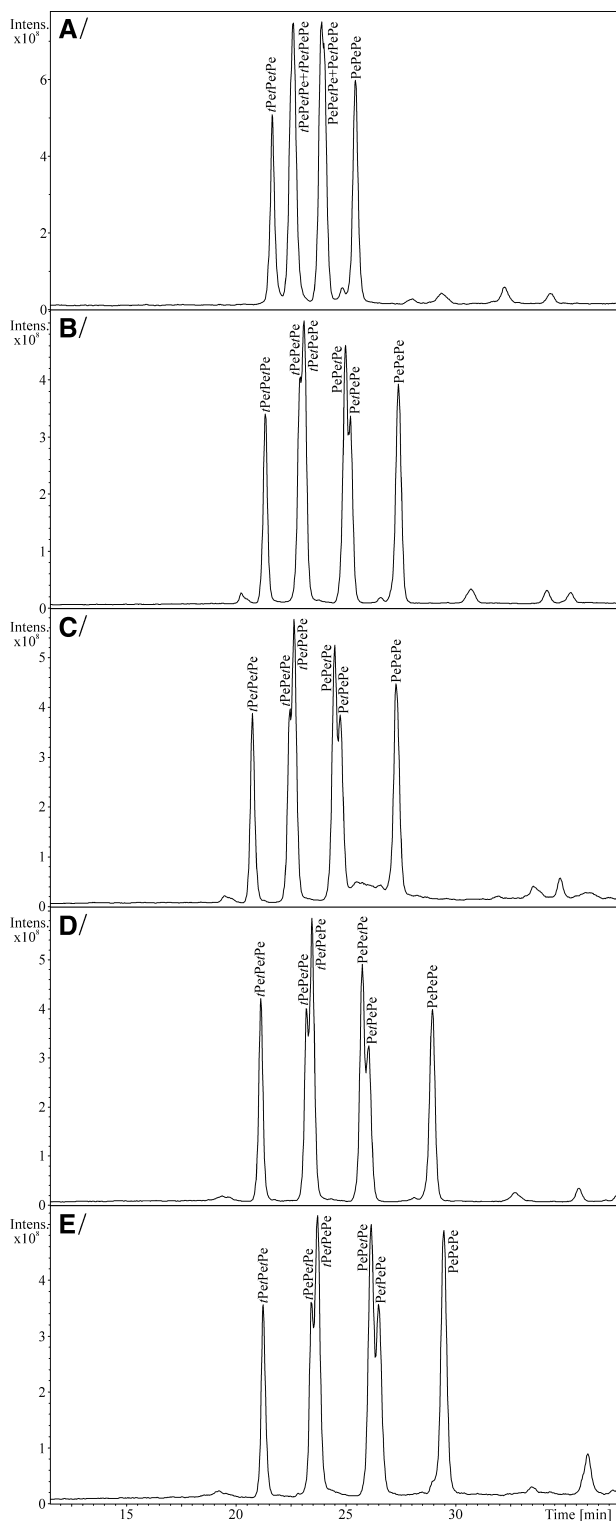 Intens.
x10⁸
A/
tPetPetPe
tPePetPe+tPetPePe
PePetPe+PetPePe
PePePe
6
4
2
0
Intens.
x10⁸
B/
tPetPetPe
tPePetPe
tPetPePe
PePetPe
PetPePe
PePePe
4
3
2
1
0
Intens.
x10⁸
C/
tPetPetPe
tPePetPe
tPetPePe
PePetPe
PetPePe
PePePe
5
4
3
2
1
0
Intens.
x10⁸
D/
tPetPetPe
tPePetPe
tPetPePe
PePetPe
PetPePe
PePePe
5
4
3
2
1
0
Intens.
x10⁸
E/
tPetPetPe
tPePetPe
tPetPePe
PePetPe
PetPePe
PePePe
4
3
2
1
0
15 20 25 30 Time [min]